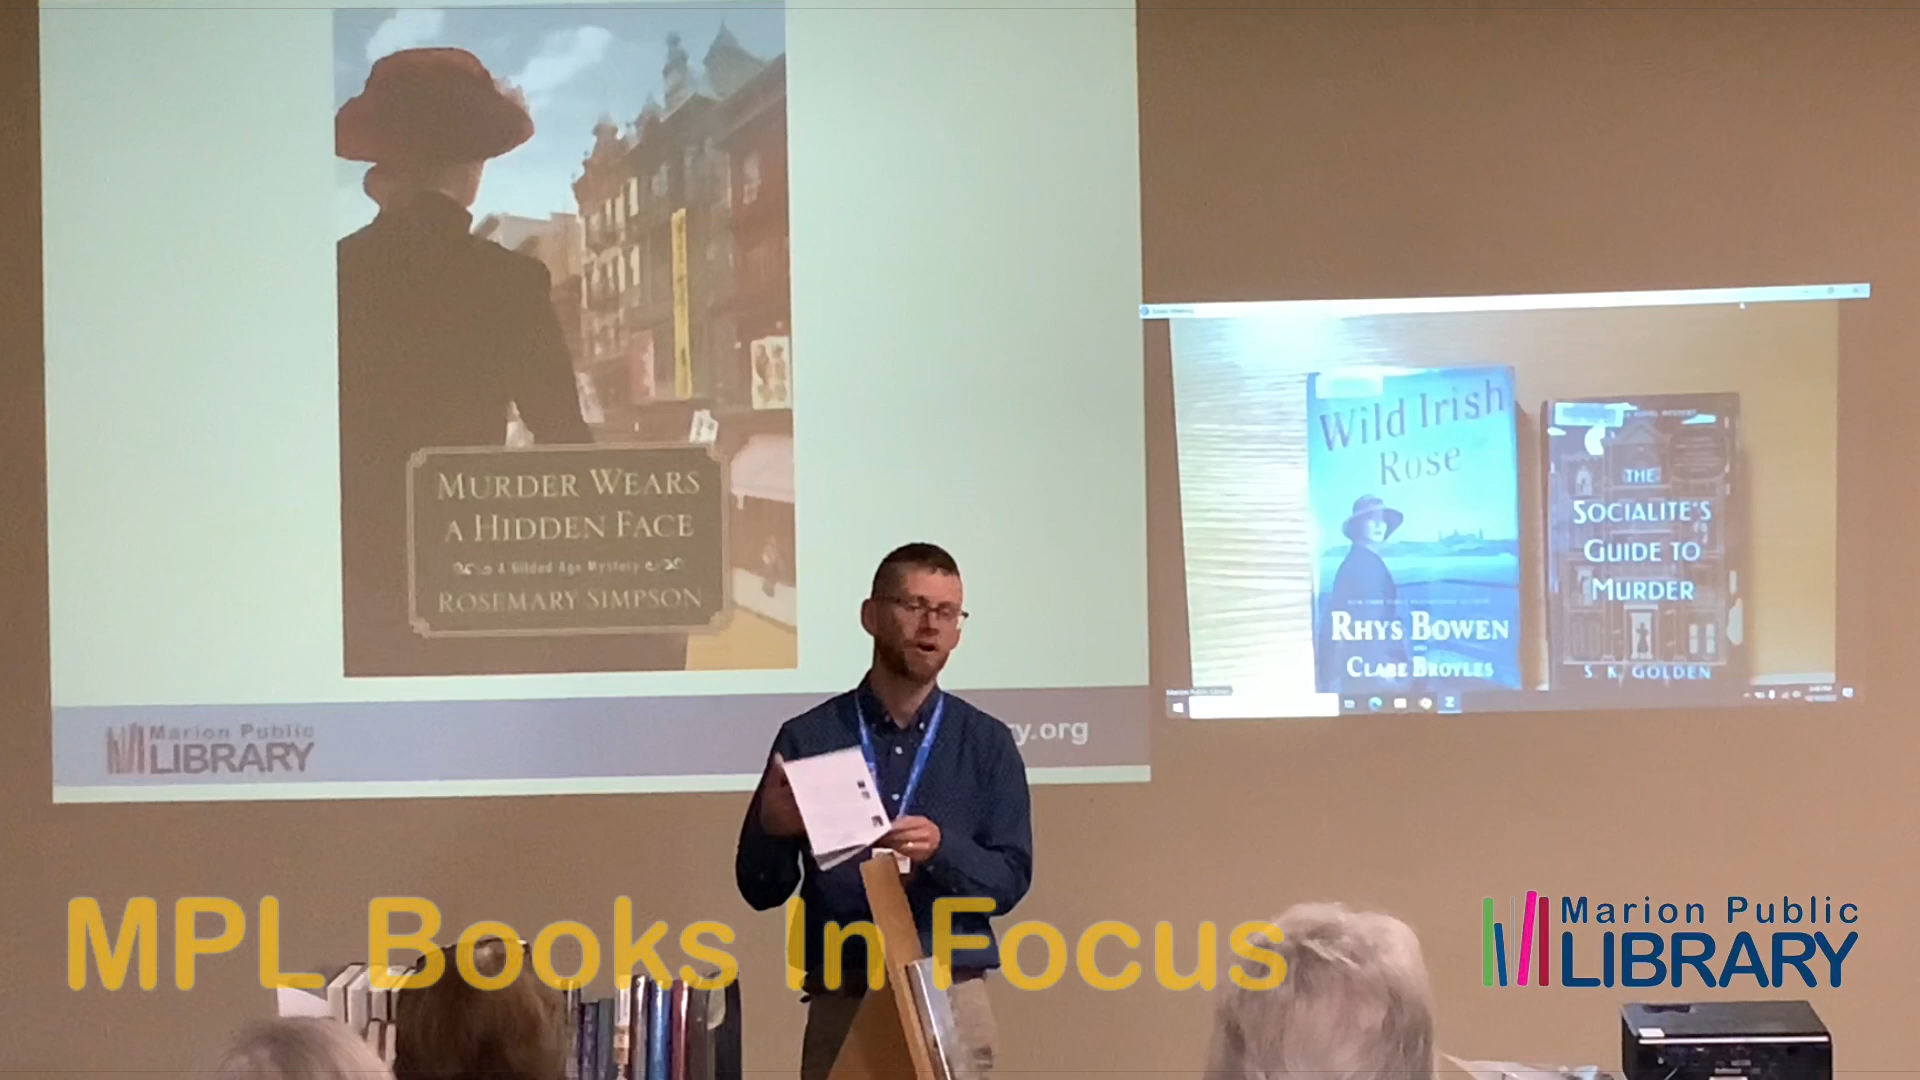 MURDER WEARS
A HIDDEN FACE
A Gilded Age Mystery
ROSEMARY SIMPSON
Marion Public
LIBRARY
ry.org
Wild Irish
Rose
RHYS BOWEN
CLARE BROYLES
THE
SOCIALITE'S
GUIDE TO
MURDER
S. K. GOLDEN
MPL Books In Focus
Marion Public
LIBRARY